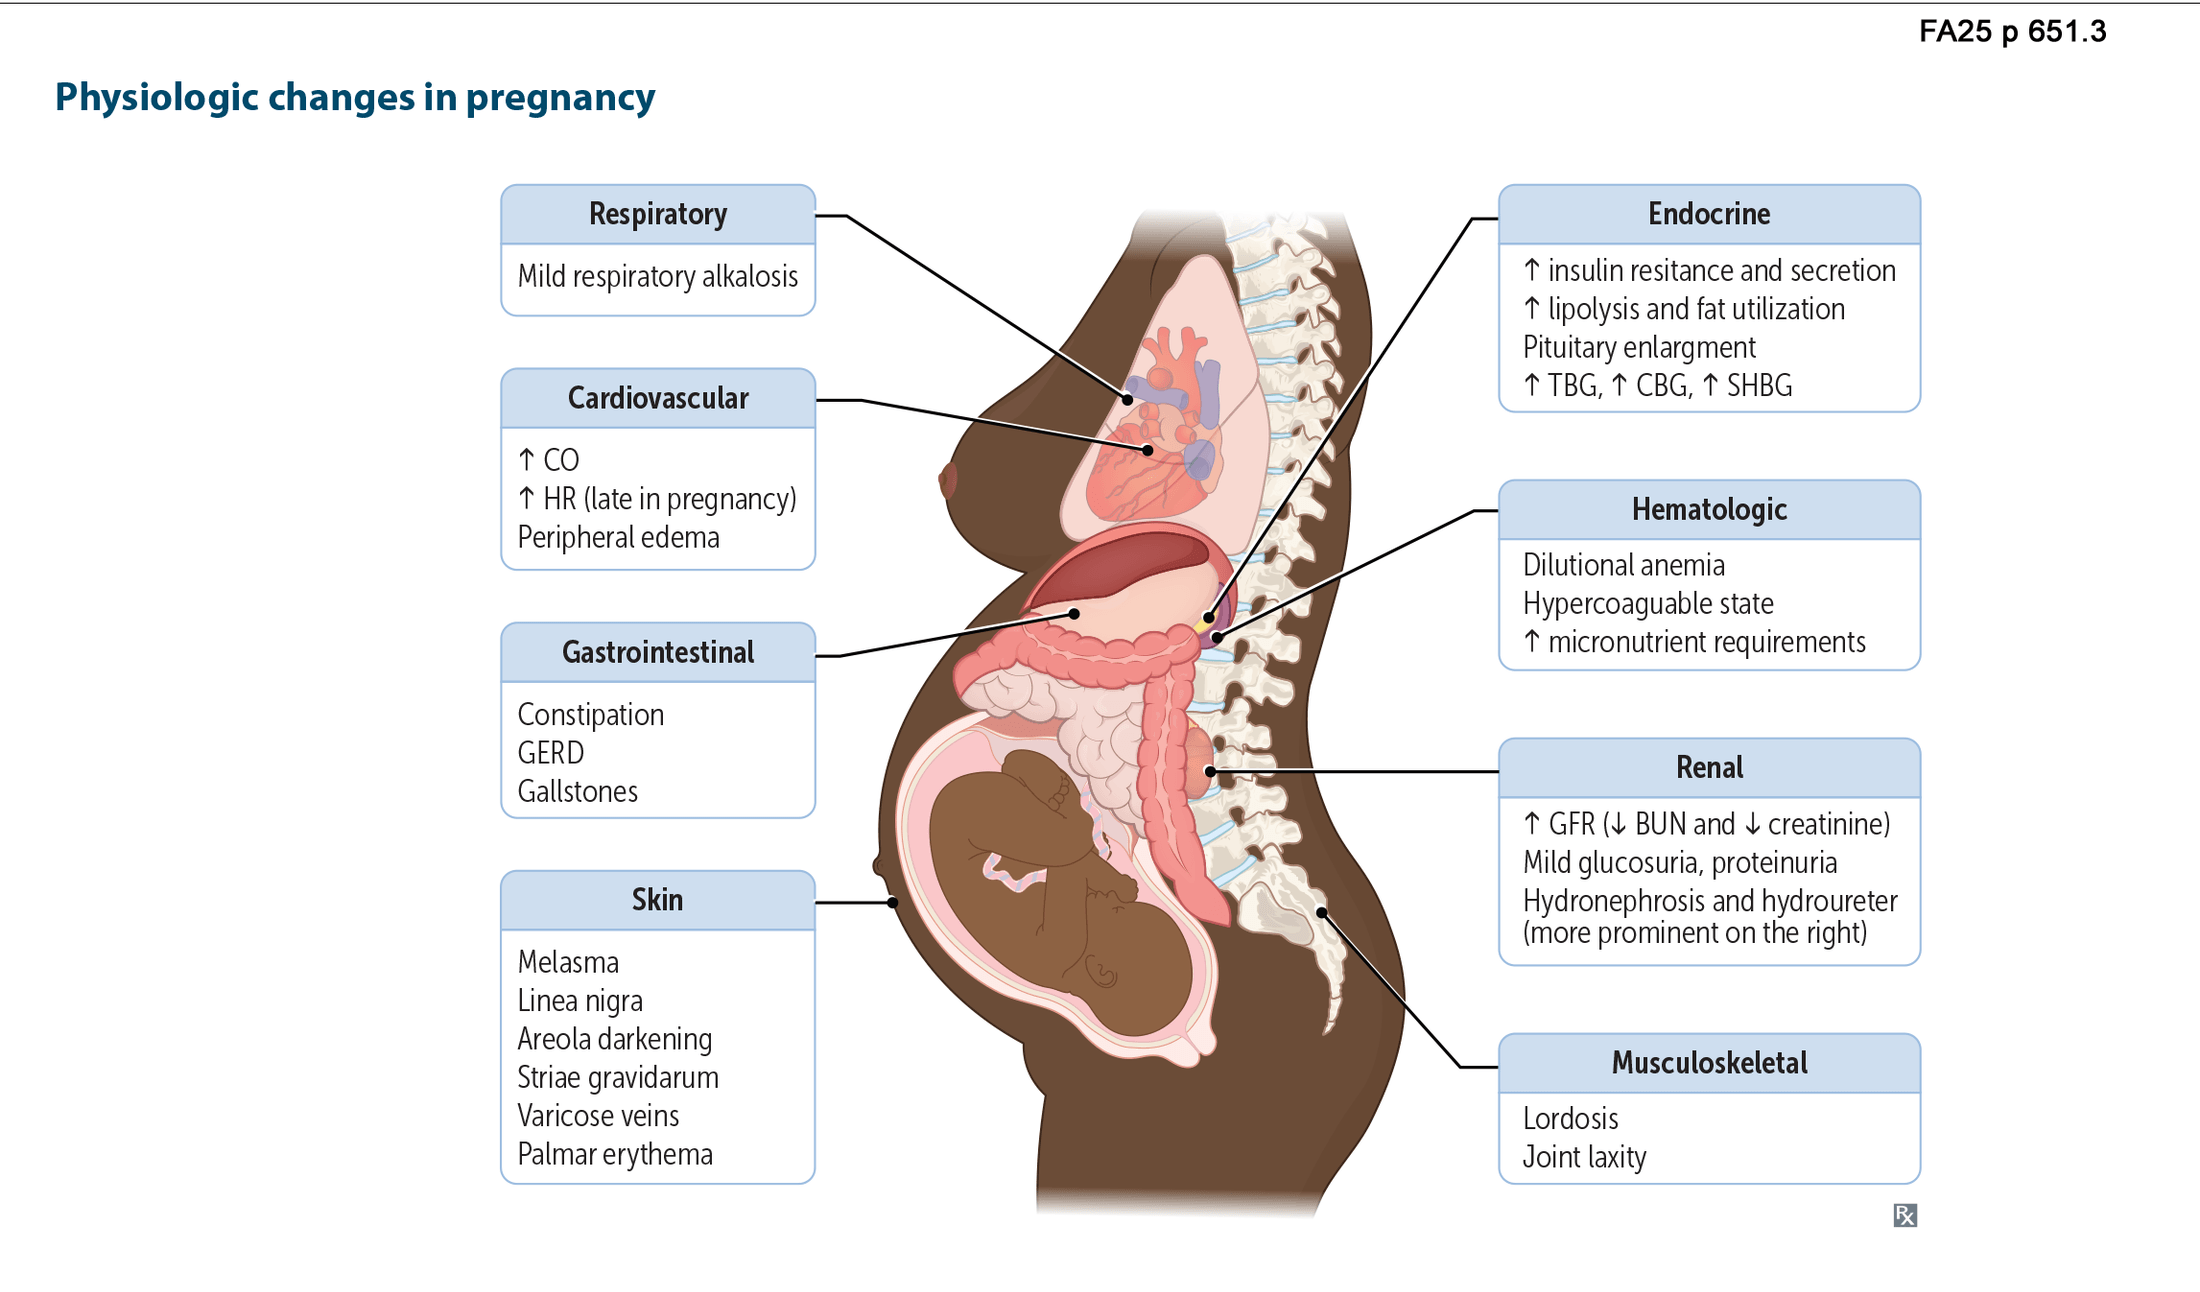 FA25 p 651.3
Physiologic changes in pregnancy
Respiratory
Mild respiratory alkalosis
Cardiovascular
↑ CO
↑ HR (late in pregnancy)
Peripheral edema
Gastrointestinal
Constipation
GERD
Gallstones
Skin
Melasma
Linea nigra
Areola darkening
Striae gravidarum
Varicose veins
Palmar erythema
Endocrine
↑ insulin resitance and secretion
↑ lipolysis and fat utilization
Pituitary enlargment
↑ TBG, ↑ CBG, ↑ SHBG
Hematologic
Dilutional anemia
Hypercoaguable state
↑ micronutrient requirements
Renal
↑ GFR (↓ BUN and ↓ creatinine)
Mild glucosuria, proteinuria
Hydronephrosis and hydroureter
(more prominent on the right)
Musculoskeletal
Lordosis
Joint laxity
Rx